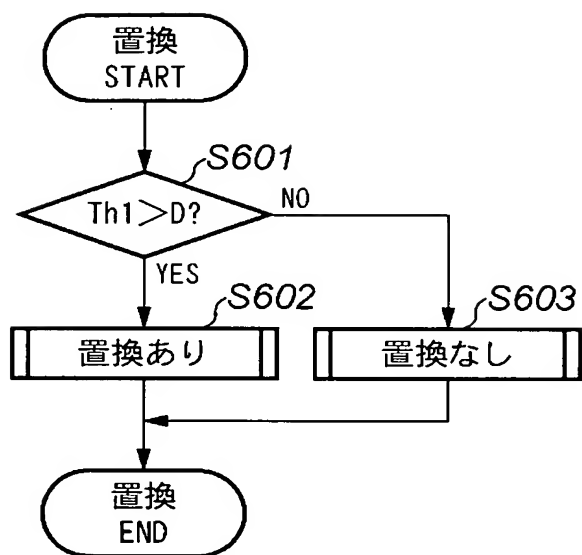 置換
START
S601
Th1>D?
NO
YES
S602
S603
置換あり
置換なし
置換
END